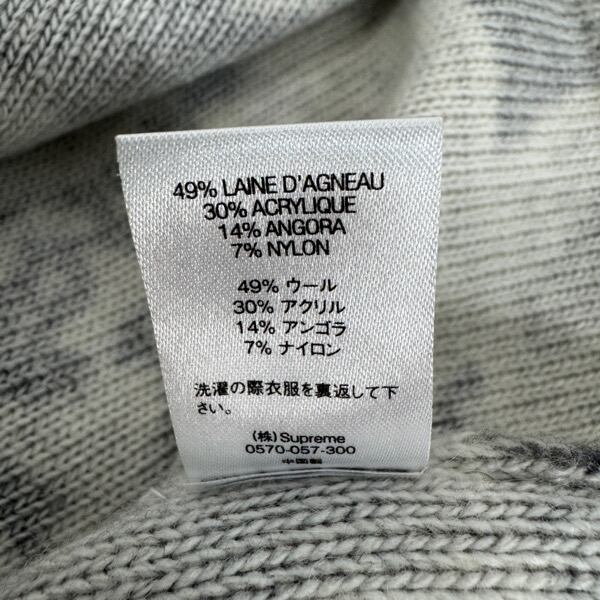 49% LAINE D'AGNEAU
30% ACRYLIQUE
14% ANGORA
7% NYLON
49% ウール
30% アクリル
14% アンゴラ
7% ナイロン
洗濯の際衣服を裏返して下
さい。
(株)Supreme
0570-057-300
中国製